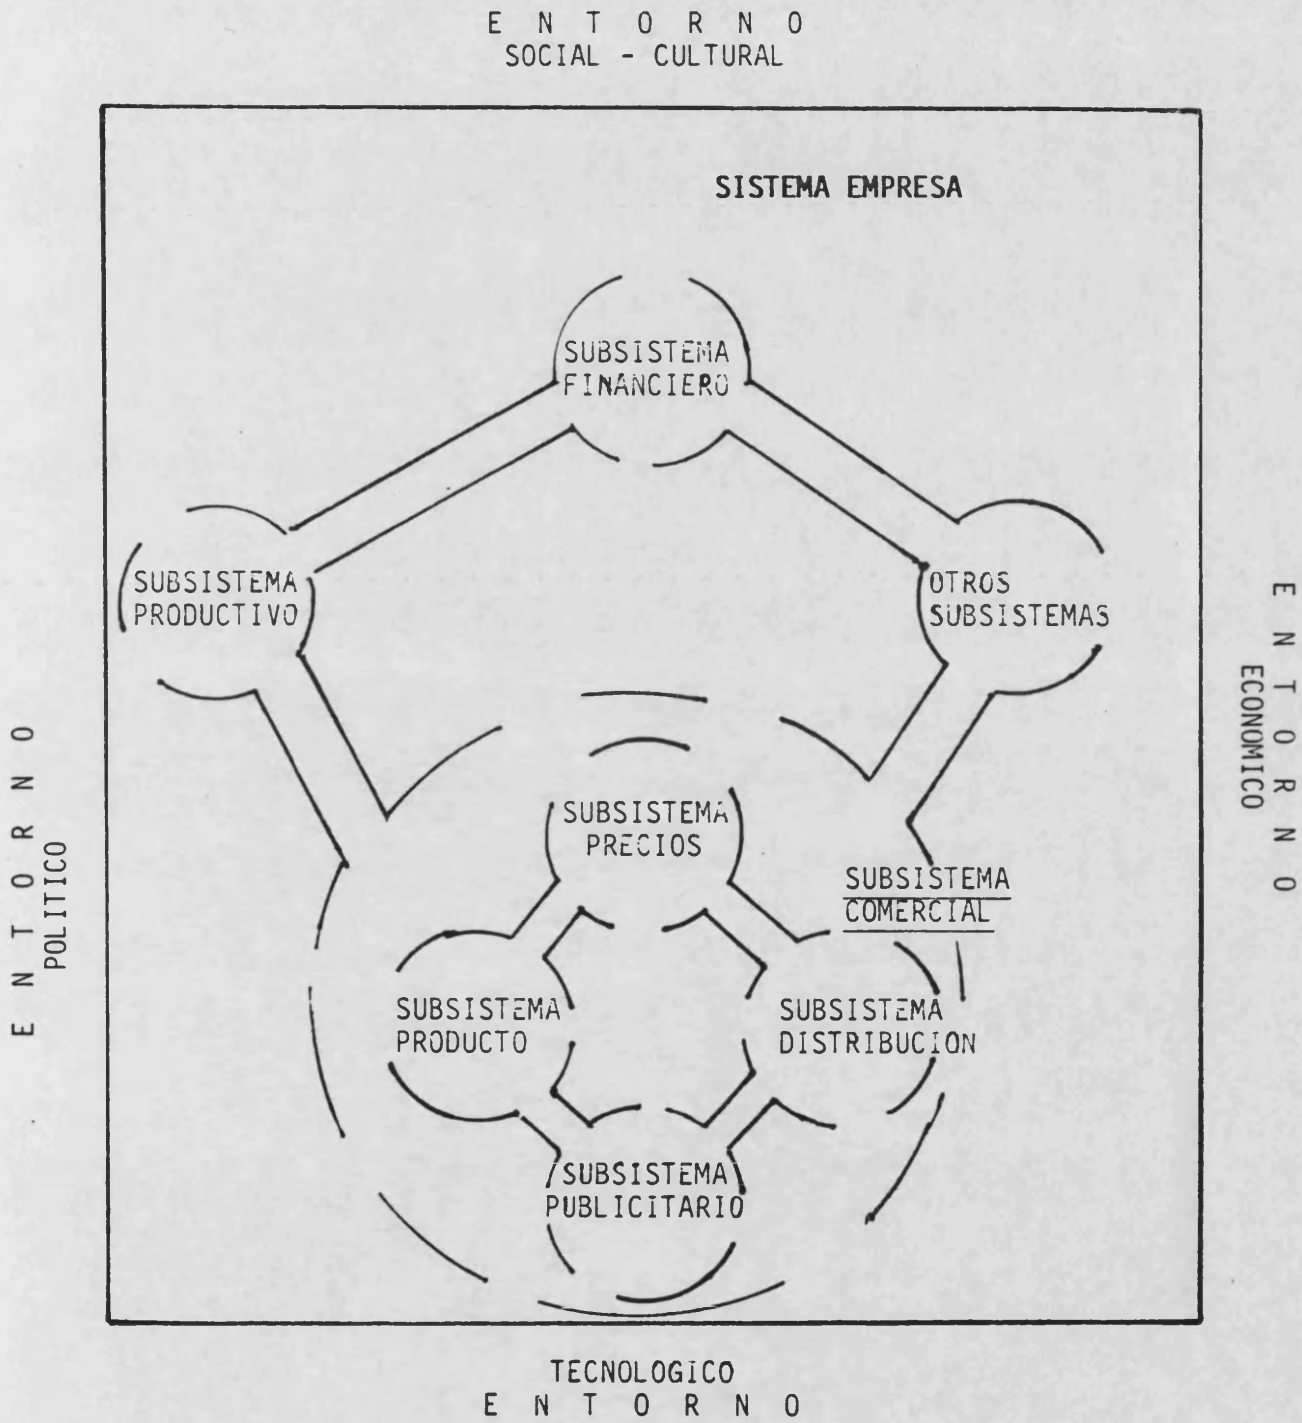 E N T O R N O
SOCIAL - CULTURAL
SISTEMA EMPRESA
SUBSISTEMA
FINANCIERO
SUBSISTEMA
PRODUCTIVO
OTROS
SUBSISTEMAS
E N T O R N O
POLITICO
E N T O R N O
ECONOMICO
SUBSISTEMA
PRECIOS
SUBSISTEMA
COMERCIAL
SUBSISTEMA
PRODUCTO
SUBSISTEMA
DISTRIBUCION
SUBSISTEMA
PUBLICITARIO
TECNOLOGICO
E N T O R N O